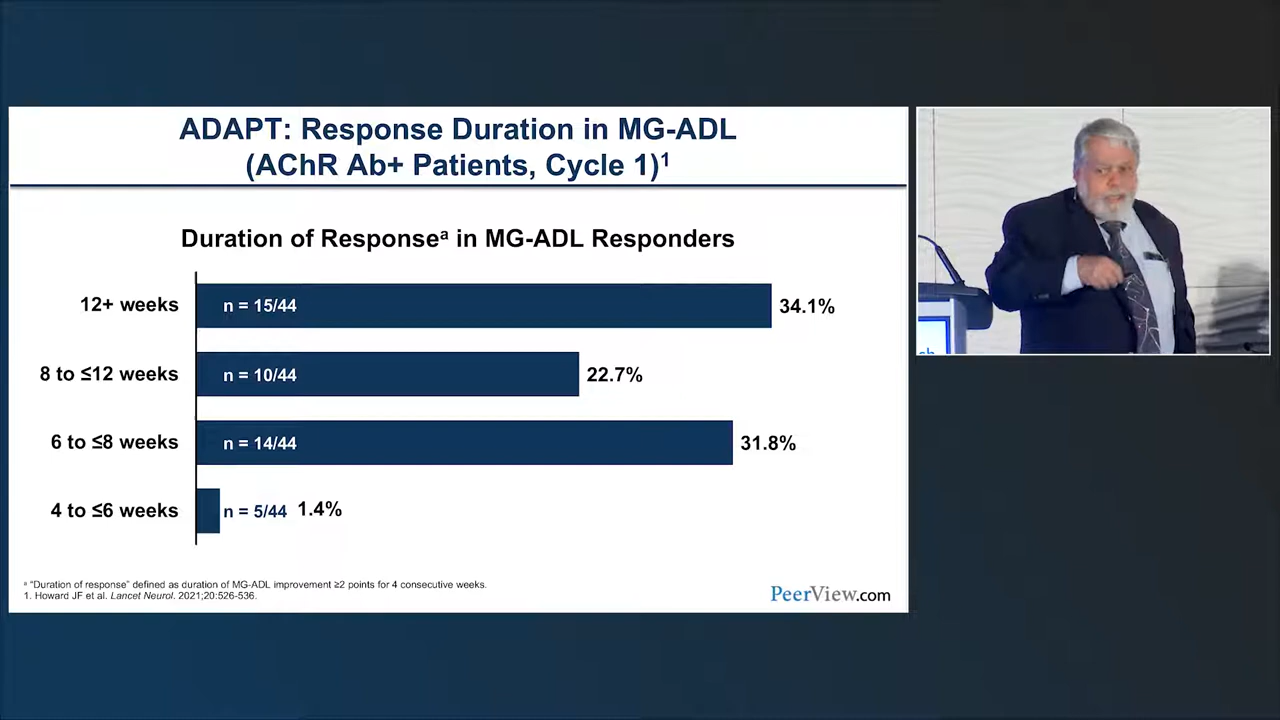 ADAPT: Response Duration in MG-ADL
(AChR Ab+ Patients, Cycle 1)¹
Duration of Responseᵃ in MG-ADL Responders
12+ weeks n = 15/44 34.1%
8 to ≤12 weeks n = 10/44 22.7%
6 to ≤8 weeks n = 14/44 31.8%
4 to ≤6 weeks n = 5/44 1.4%
ᵃ "Duration of response" defined as duration of MG-ADL improvement ≥2 points for 4 consecutive weeks.
1. Howard JF et al. Lancet Neurol. 2021;20:526-536.
PeerView.com